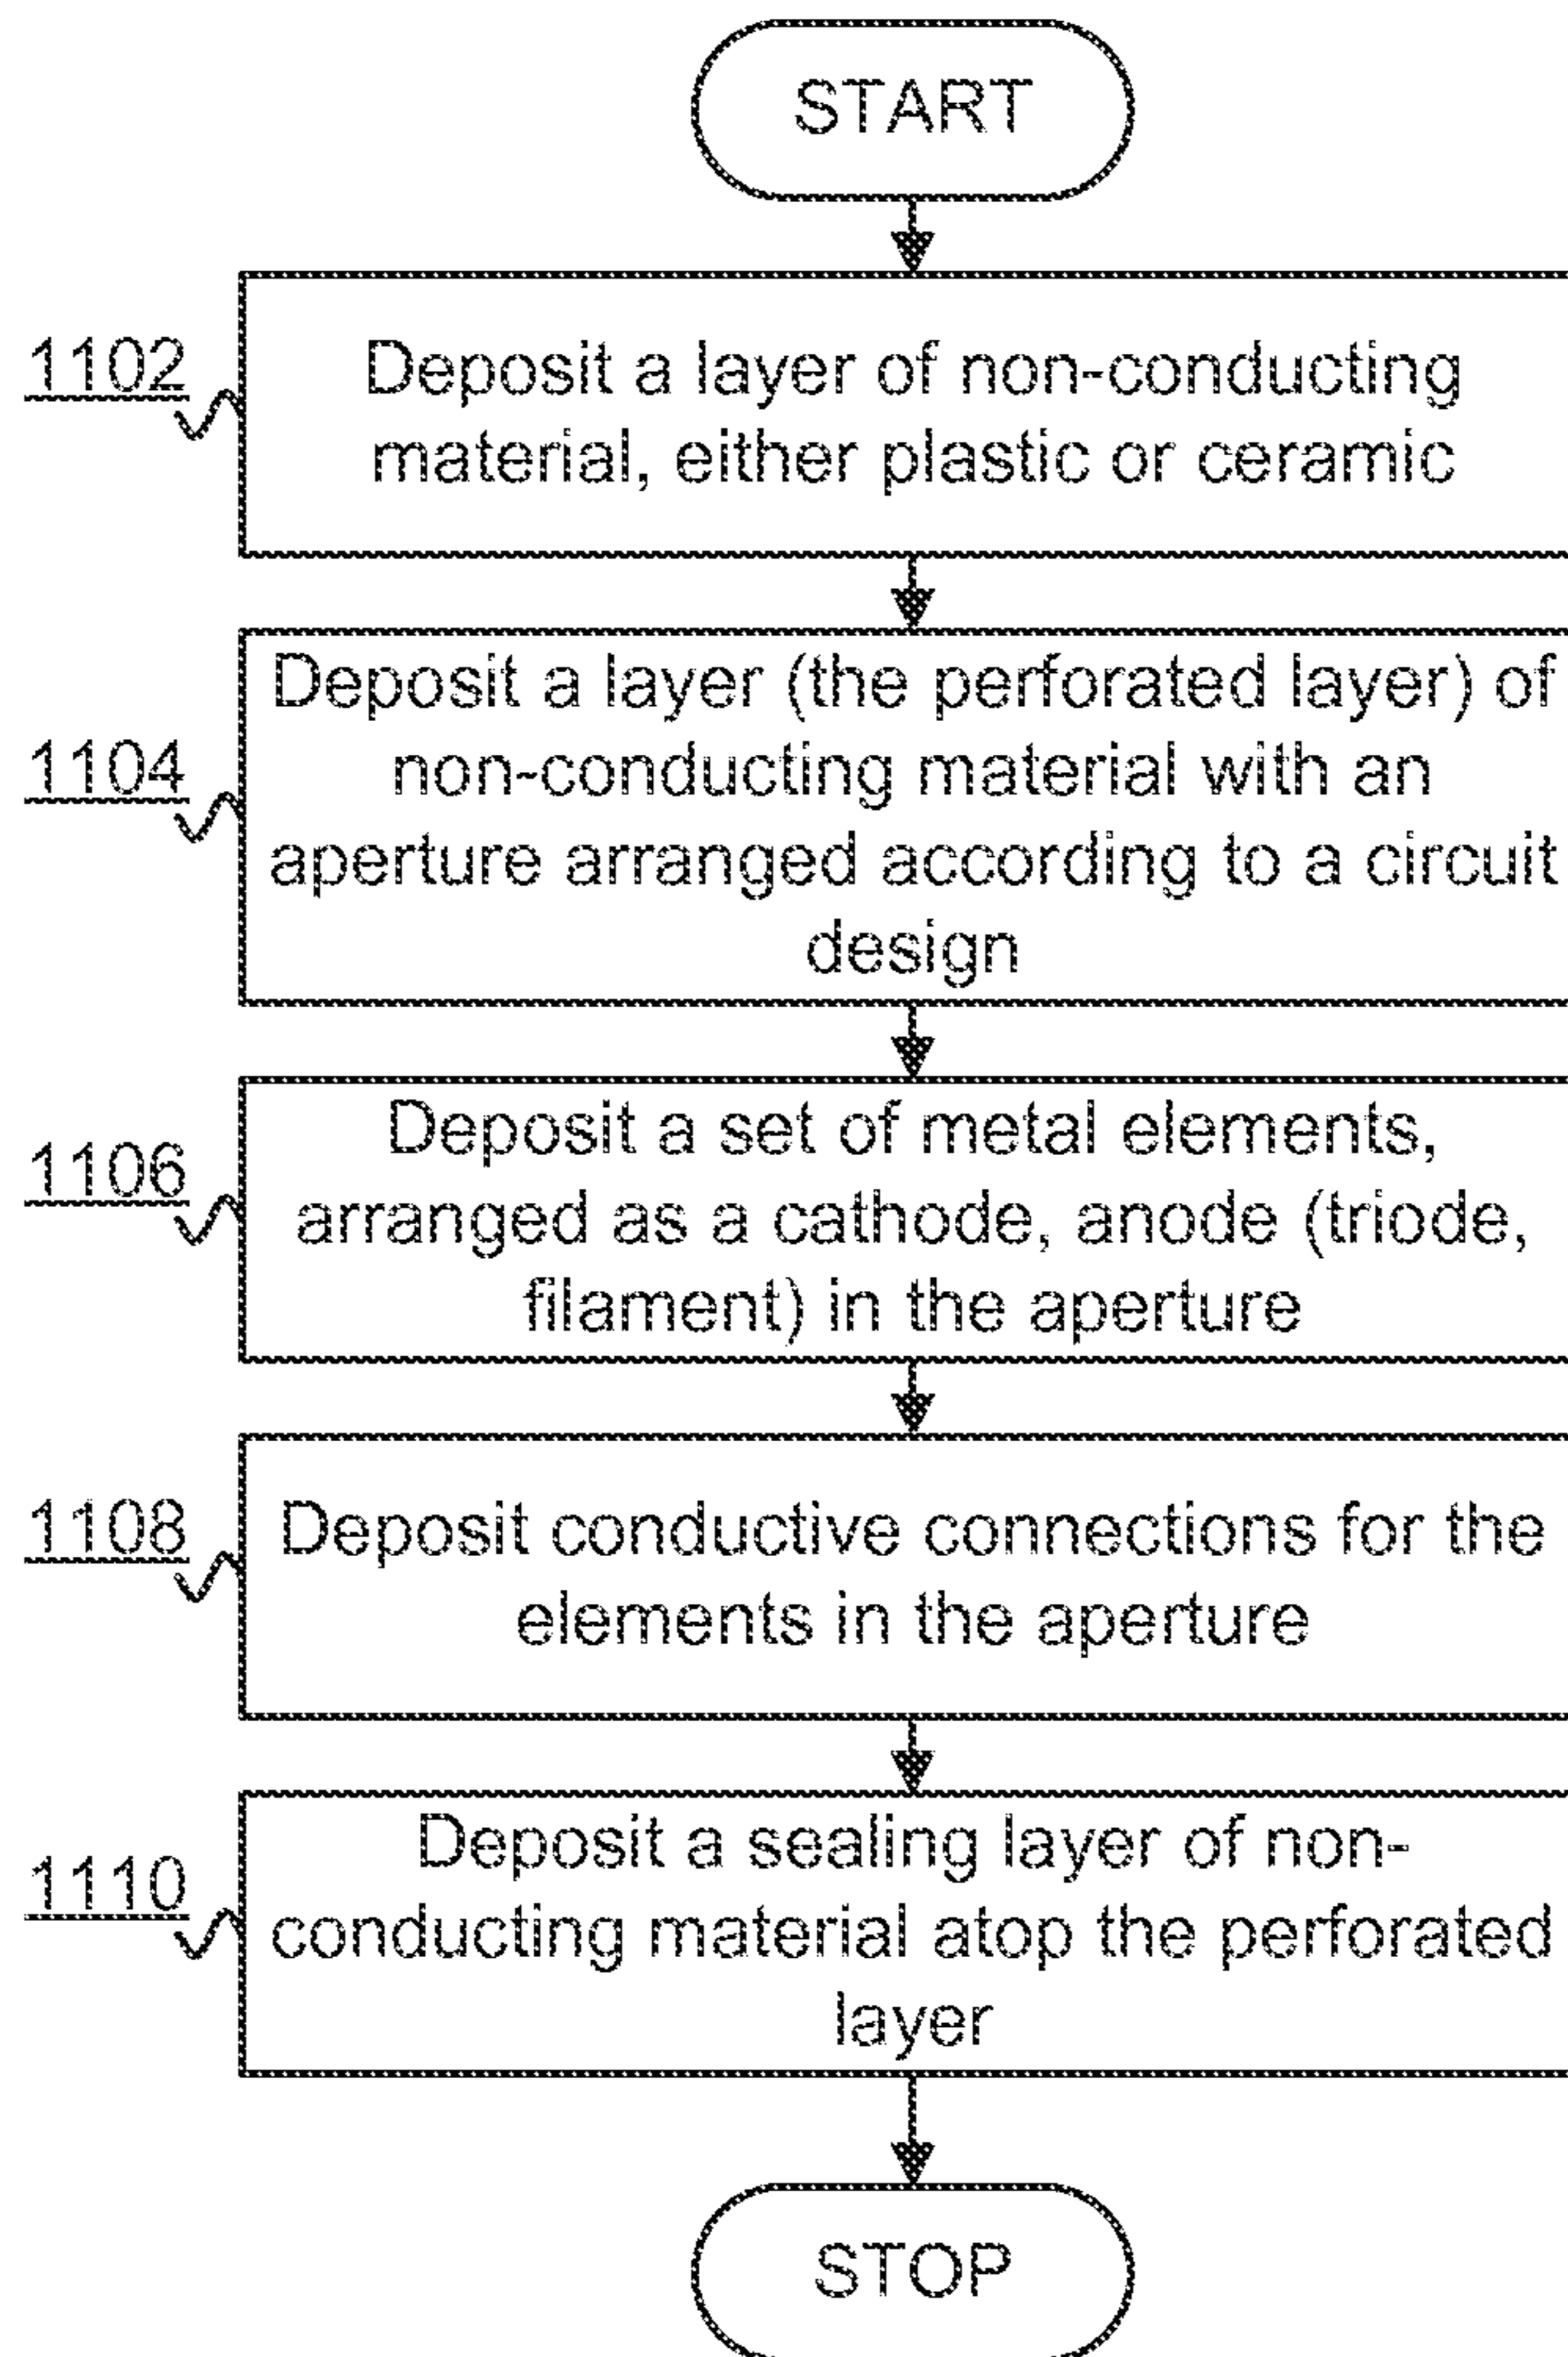 START
1102
Deposit a layer of non-conducting
material, either plastic or ceramic
1104
Deposit a layer (the perforated layer) of
non-conducting material with an
aperture arranged according to a circuit
design
1106
Deposit a set of metal elements,
arranged as a cathode, anode (triode,
filament) in the aperture
1108
Deposit conductive connections for the
elements in the aperture
1110
Deposit a sealing layer of non-
conducting material atop the perforated
layer
STOP